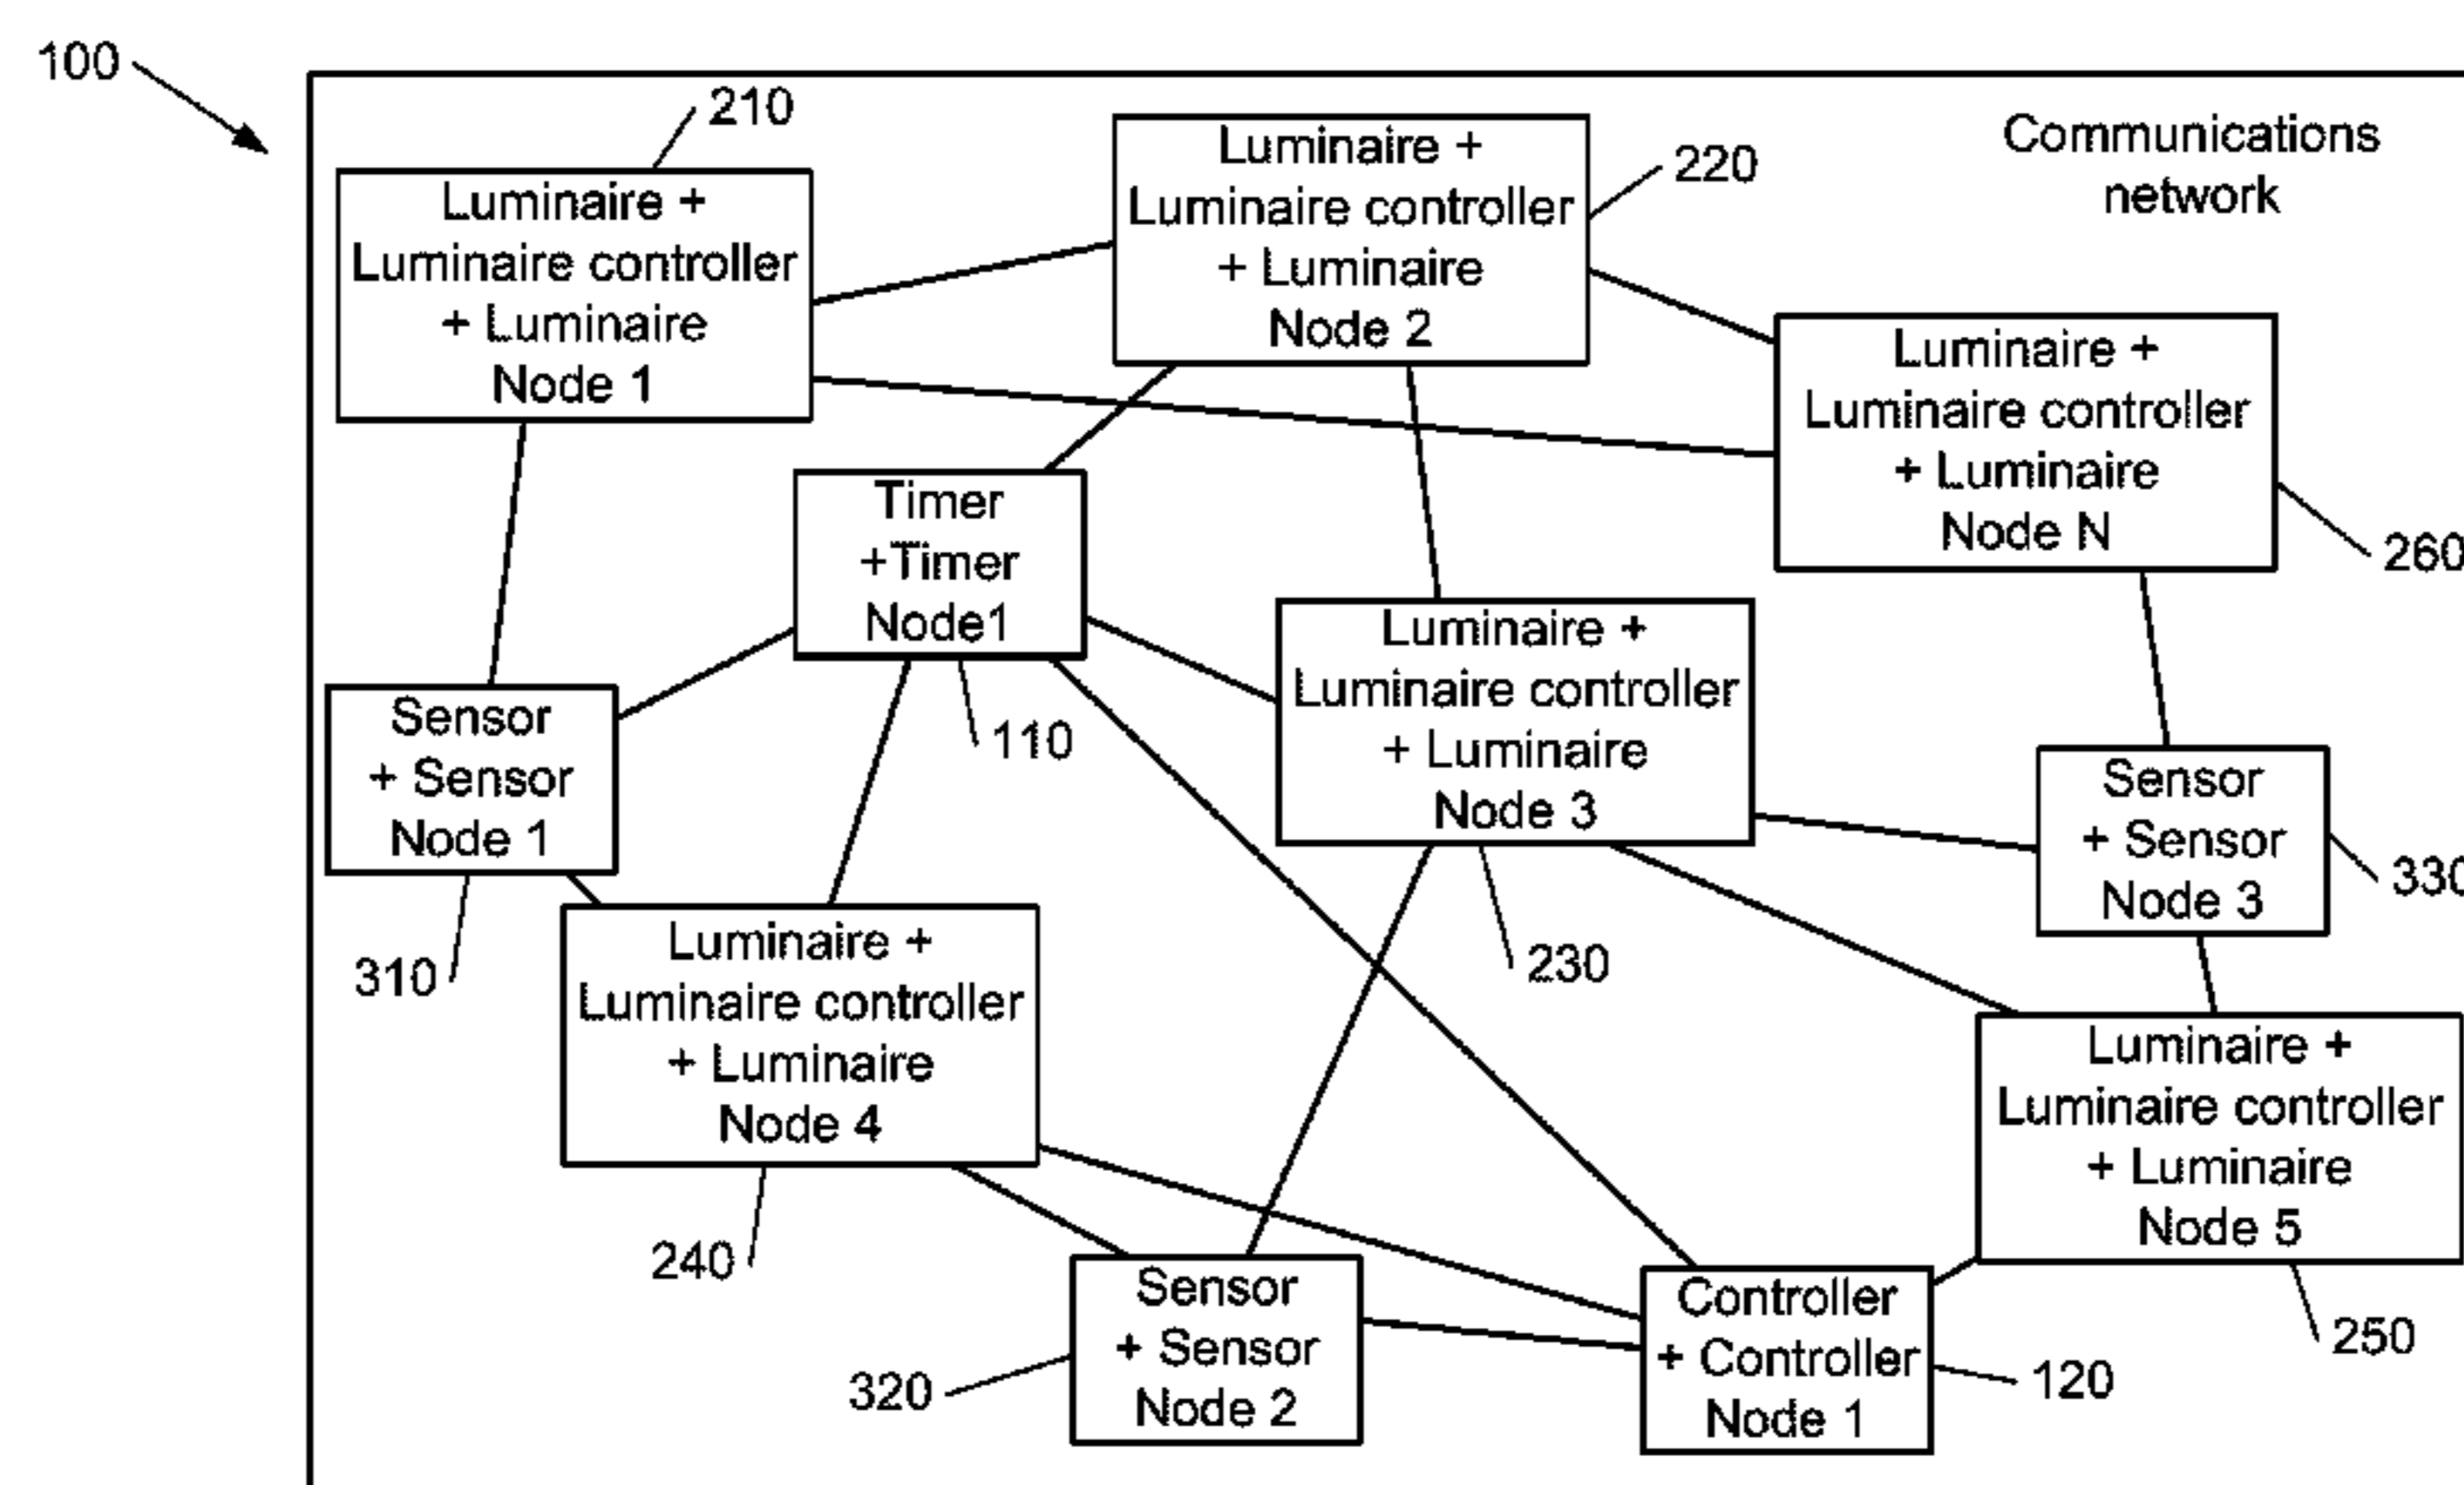 100
210
Luminaire +
Luminaire controller
+ Luminaire
Node 1
Luminaire +
Luminaire controller
+ Luminaire
Node 2
220
Communications
network
Luminaire +
Luminaire controller
+ Luminaire
Node N
260
Timer
+Timer
Node1
110
Luminaire +
Luminaire controller
+ Luminaire
Node 3
230
Sensor
+ Sensor
Node 1
310
Sensor
+ Sensor
Node 3
330
Luminaire +
Luminaire controller
+ Luminaire
Node 4
240
Luminaire +
Luminaire controller
+ Luminaire
Node 5
250
Sensor
+ Sensor
Node 2
320
Controller
+ Controller
Node 1
120